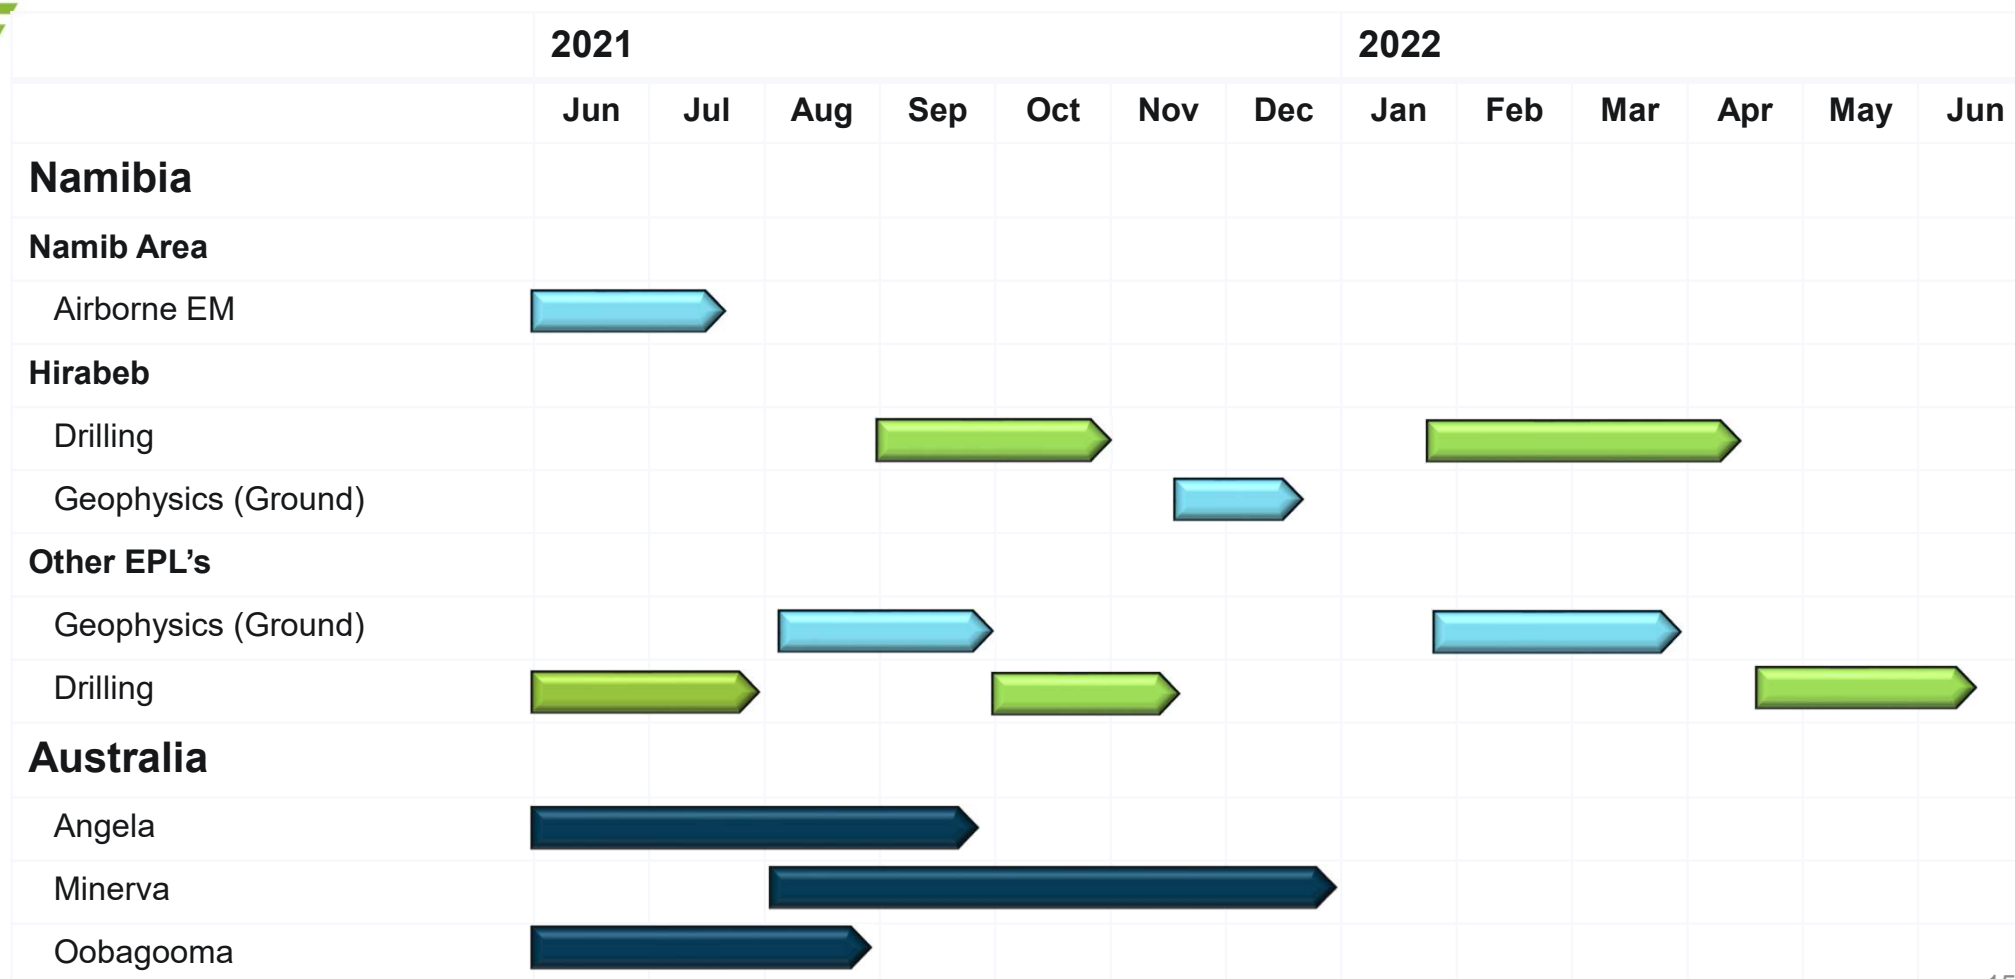 2021 2022
Jun Jul Aug Sep Oct Nov Dec Jan Feb Mar Apr May Jun
Namibia
Namib Area
Airborne EM
Hirabeb
Drilling
Geophysics (Ground)
Other EPL’s
Geophysics (Ground)
Drilling
Australia
Angela
Minerva
Oobagooma